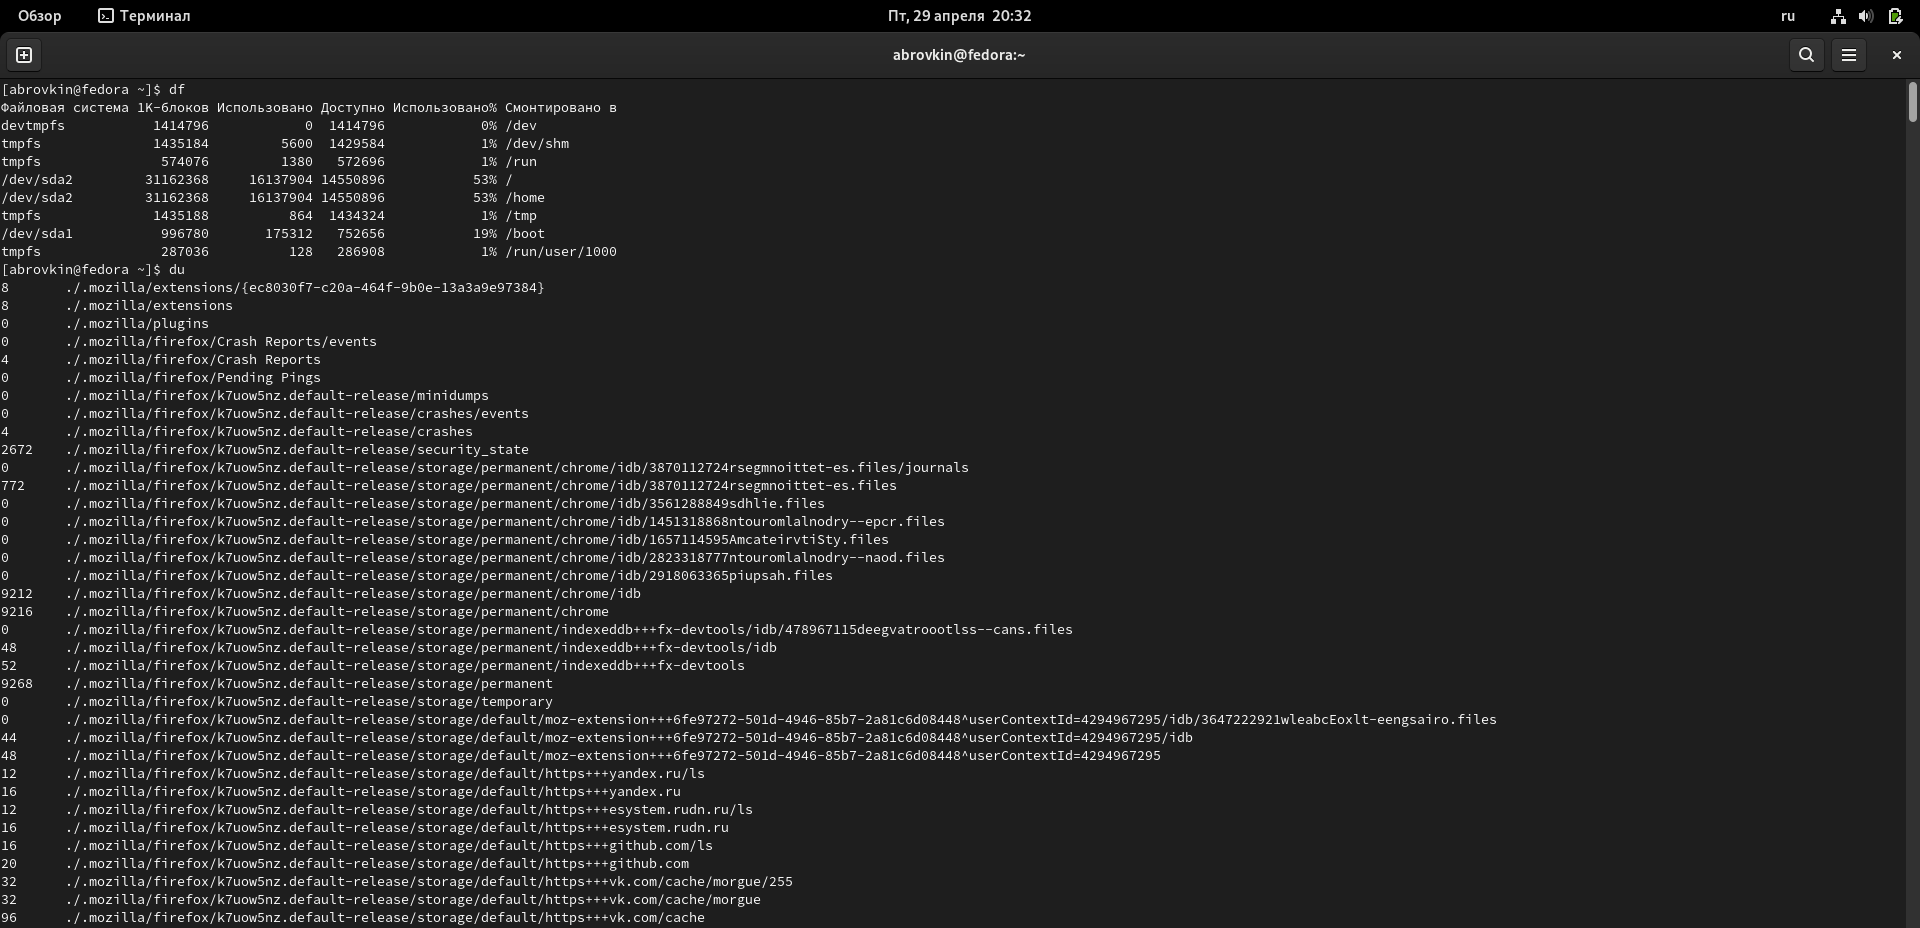 Обзор Терминал Пт, 29 апреля 20:32 ru
abrovkin@fedora:~
[abrovkin@fedora ~]$ df
Файловая система 1K-блоков Использовано Доступно Использовано% Смонтировано в
devtmpfs 1414796 0 1414796 0% /dev
tmpfs 1435184 5600 1429584 1% /dev/shm
tmpfs 574076 1380 572696 1% /run
/dev/sda2 31162368 16137904 14550896 53% /
/dev/sda2 31162368 16137904 14550896 53% /home
tmpfs 1435188 864 1434324 1% /tmp
/dev/sda1 996780 175312 752656 19% /boot
tmpfs 287036 128 286908 1% /run/user/1000
[abrovkin@fedora ~]$ du
8 ./.mozilla/extensions/{ec8030f7-c20a-464f-9b0e-13a3a9e97384}
8 ./.mozilla/extensions
0 ./.mozilla/plugins
0 ./.mozilla/firefox/Crash Reports/events
4 ./.mozilla/firefox/Crash Reports
0 ./.mozilla/firefox/Pending Pings
0 ./.mozilla/firefox/k7uow5nz.default-release/minidumps
0 ./.mozilla/firefox/k7uow5nz.default-release/crashes/events
4 ./.mozilla/firefox/k7uow5nz.default-release/crashes
2672 ./.mozilla/firefox/k7uow5nz.default-release/security_state
0 ./.mozilla/firefox/k7uow5nz.default-release/storage/permanent/chrome/idb/3870112724rsegmnoittet-es.files/journals
772 ./.mozilla/firefox/k7uow5nz.default-release/storage/permanent/chrome/idb/3870112724rsegmnoittet-es.files
0 ./.mozilla/firefox/k7uow5nz.default-release/storage/permanent/chrome/idb/3561288849sdhlie.files
0 ./.mozilla/firefox/k7uow5nz.default-release/storage/permanent/chrome/idb/1451318868ntouromlalnodry--epcr.files
0 ./.mozilla/firefox/k7uow5nz.default-release/storage/permanent/chrome/idb/1657114595AmcateirvtiSty.files
0 ./.mozilla/firefox/k7uow5nz.default-release/storage/permanent/chrome/idb/2823318777ntouromlalnodry--naod.files
0 ./.mozilla/firefox/k7uow5nz.default-release/storage/permanent/chrome/idb/2918063365piupsah.files
9212 ./.mozilla/firefox/k7uow5nz.default-release/storage/permanent/chrome/idb
9216 ./.mozilla/firefox/k7uow5nz.default-release/storage/permanent/chrome
0 ./.mozilla/firefox/k7uow5nz.default-release/storage/permanent/indexeddb+++fx-devtools/idb/478967115deegvatroootlss--cans.files
48 ./.mozilla/firefox/k7uow5nz.default-release/storage/permanent/indexeddb+++fx-devtools/idb
52 ./.mozilla/firefox/k7uow5nz.default-release/storage/permanent/indexeddb+++fx-devtools
9268 ./.mozilla/firefox/k7uow5nz.default-release/storage/permanent
0 ./.mozilla/firefox/k7uow5nz.default-release/storage/temporary
0 ./.mozilla/firefox/k7uow5nz.default-release/storage/default/moz-extension+++6fe97272-501d-4946-85b7-2a81c6d08448^userContextId=4294967295/idb/3647222921wleabcEoxlt-eengsairo.files
44 ./.mozilla/firefox/k7uow5nz.default-release/storage/default/moz-extension+++6fe97272-501d-4946-85b7-2a81c6d08448^userContextId=4294967295/idb
48 ./.mozilla/firefox/k7uow5nz.default-release/storage/default/moz-extension+++6fe97272-501d-4946-85b7-2a81c6d08448^userContextId=4294967295
12 ./.mozilla/firefox/k7uow5nz.default-release/storage/default/https+++yandex.ru/ls
16 ./.mozilla/firefox/k7uow5nz.default-release/storage/default/https+++yandex.ru
12 ./.mozilla/firefox/k7uow5nz.default-release/storage/default/https+++esystem.rudn.ru/ls
16 ./.mozilla/firefox/k7uow5nz.default-release/storage/default/https+++esystem.rudn.ru
16 ./.mozilla/firefox/k7uow5nz.default-release/storage/default/https+++github.com/ls
20 ./.mozilla/firefox/k7uow5nz.default-release/storage/default/https+++github.com
32 ./.mozilla/firefox/k7uow5nz.default-release/storage/default/https+++vk.com/cache/morgue/255
32 ./.mozilla/firefox/k7uow5nz.default-release/storage/default/https+++vk.com/cache/morgue
96 ./.mozilla/firefox/k7uow5nz.default-release/storage/default/https+++vk.com/cache